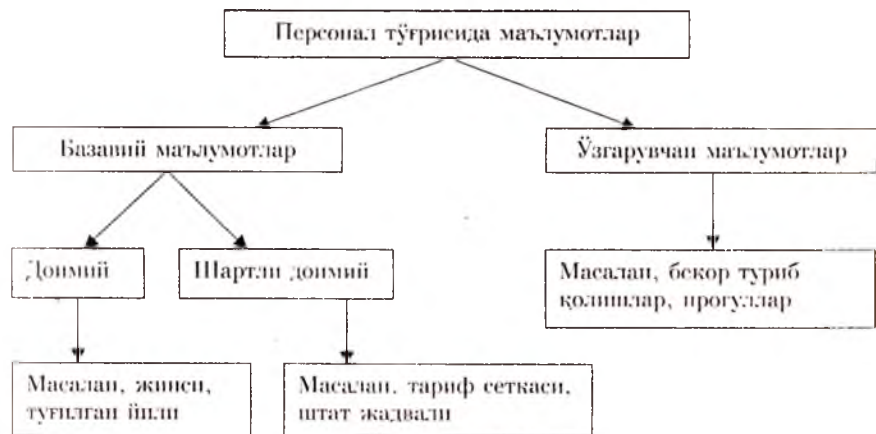 Персонал тўғрисида маълумотлар
Базавий маълумотлар
Ўзгарувчан маълумотлар
Доимий
Шартли доимий
Масалан, бекор туриб
қолишлар, прогуллар
Масалан, жинси,
туғилган йили
Масалан, тариф сеткаси,
штат жадвали